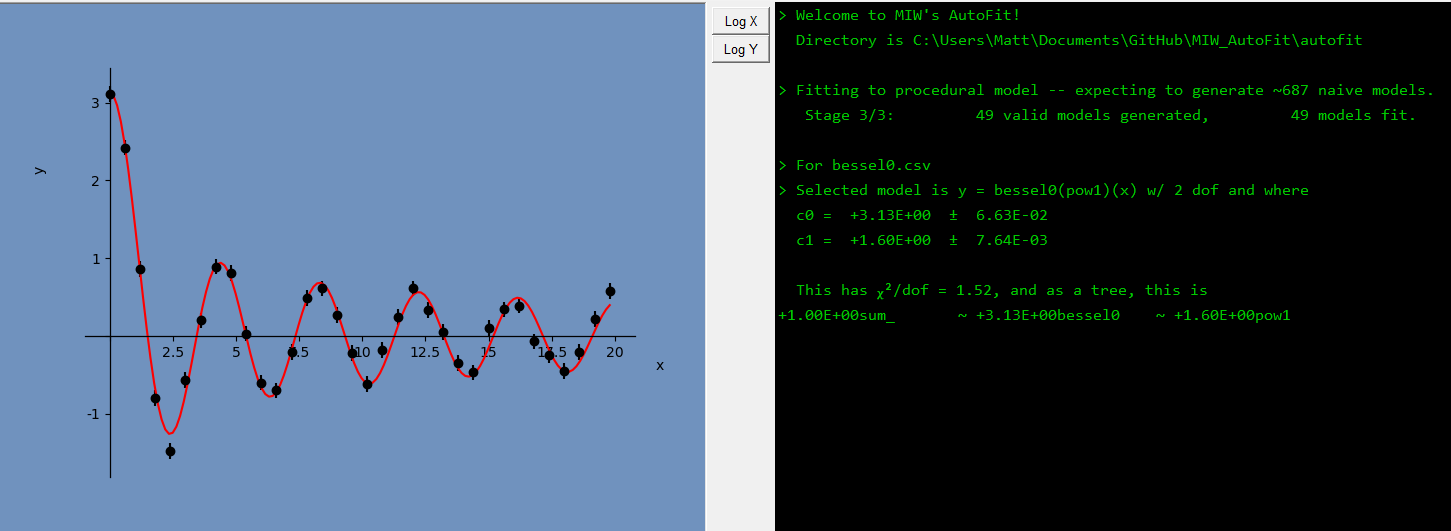 3
2
1
-1
y
2.5
5
7.5
10
12.5
15
17.5
20
x
Log X
Log Y
> Welcome to MIW's AutoFit!
Directory is C:\Users\Matt\Documents\GitHub\MIW_AutoFit\autofit
> Fitting to procedural model -- expecting to generate ~687 naive models.
Stage 3/3: 49 valid models generated, 49 models fit.
> For bessel0.csv
> Selected model is y = bessel0(pow1)(x) w/ 2 dof and where
c0 = +3.13E+00 ± 6.63E-02
c1 = +1.60E+00 ± 7.64E-03
This has χ²/dof = 1.52, and as a tree, this is
+1.00E+00sum_ ~ +3.13E+00bessel0 ~ +1.60E+00pow1